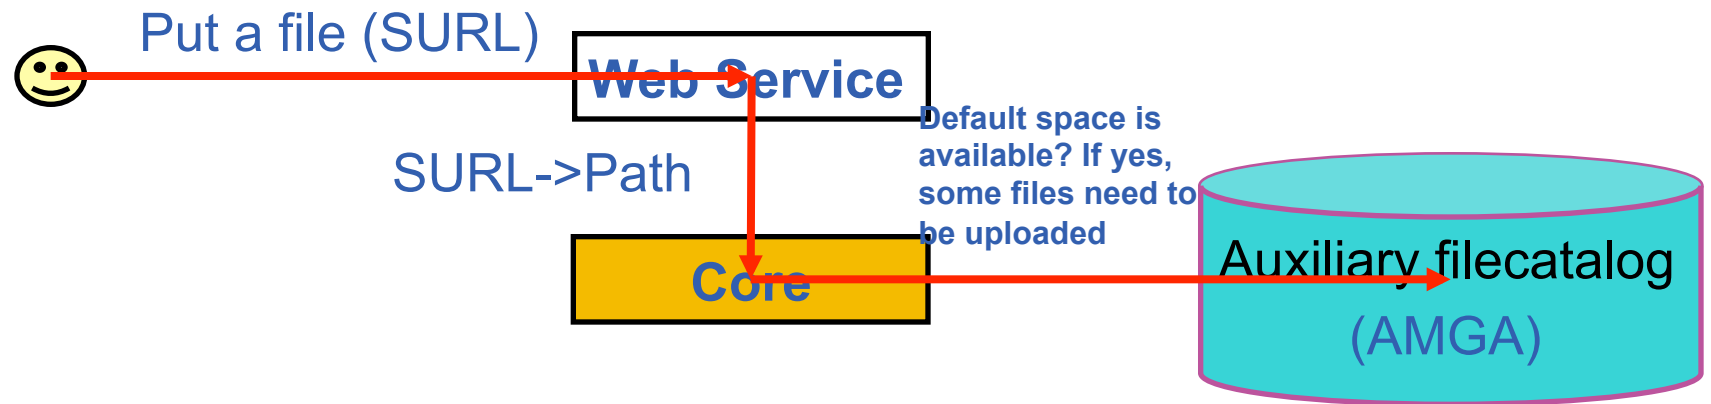 Put a file (SURL)
Web Service
Default space is
available? If yes,
some files need to
be uploaded
SURL->Path
Core
Auxiliary filecatalog
(AMGA)